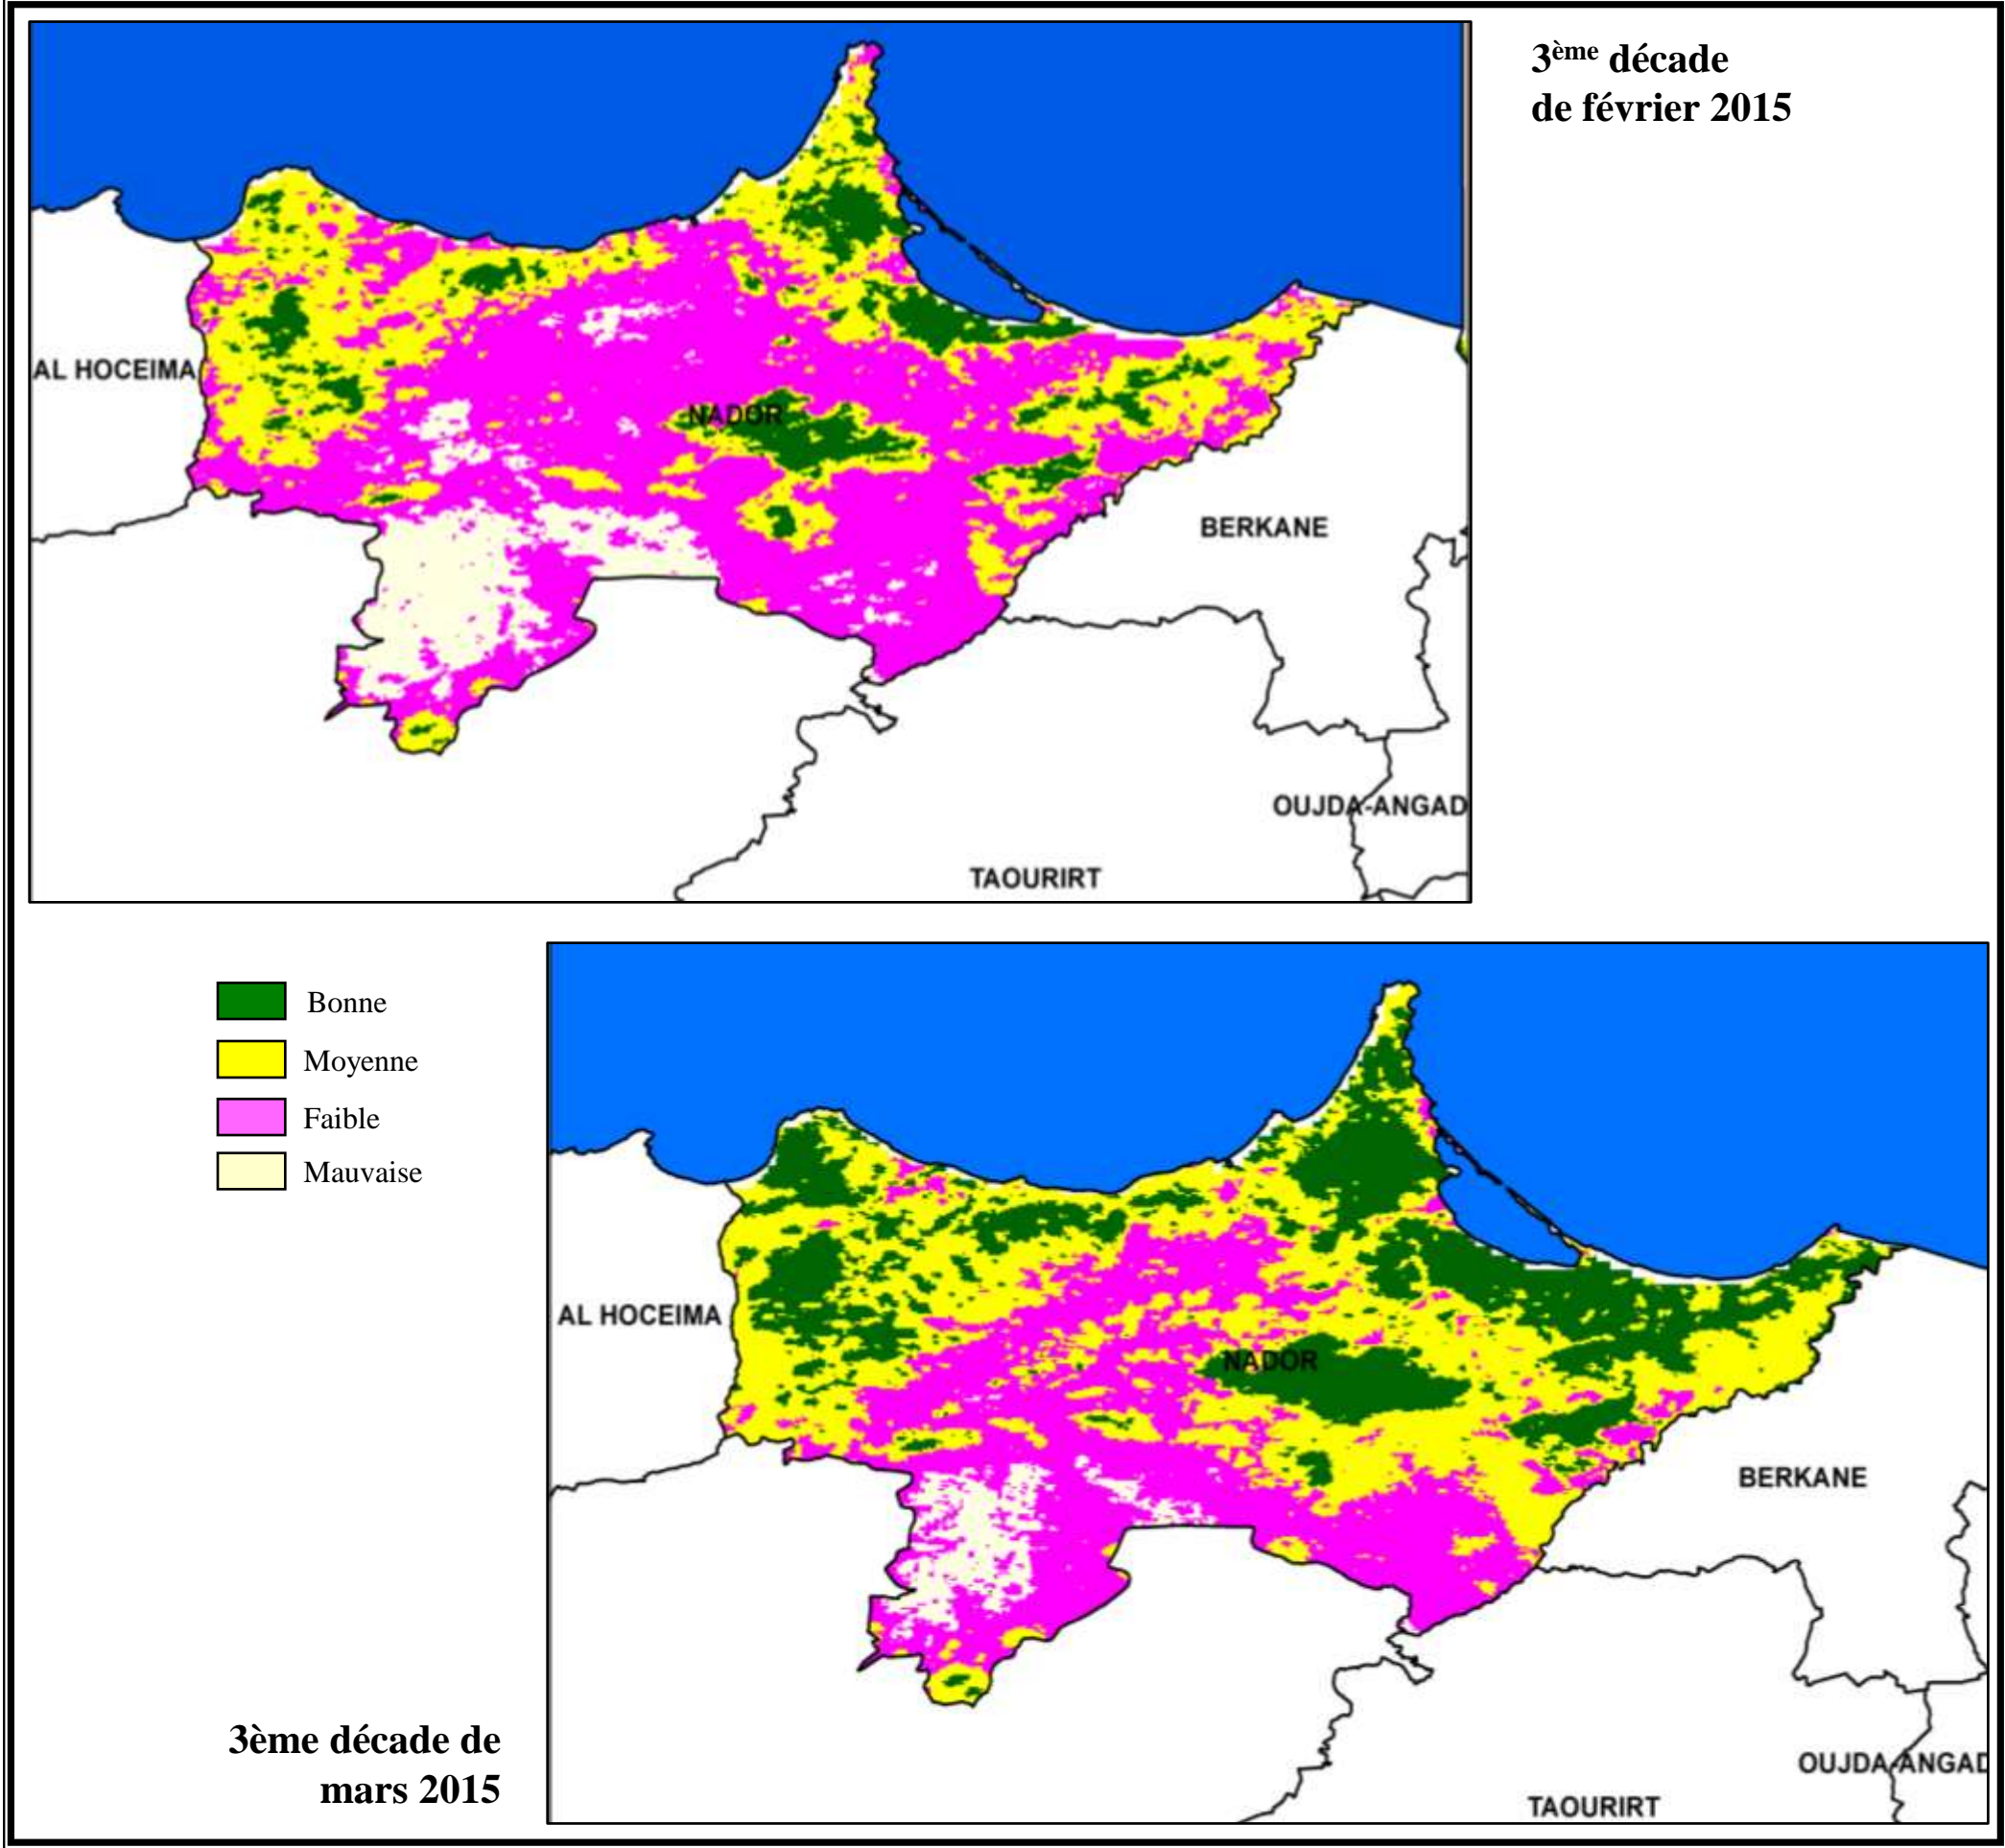 3ème décade
de février 2015
AL HOCEIMA
NADOR
BERKANE
OUJDA-ANGAD
TAOURIRT
Bonne
Moyenne
Faible
Mauvaise
AL HOCEIMA
NADOR
BERKANE
OUJDA-ANGAD
TAOURIRT
3ème décade de
mars 2015